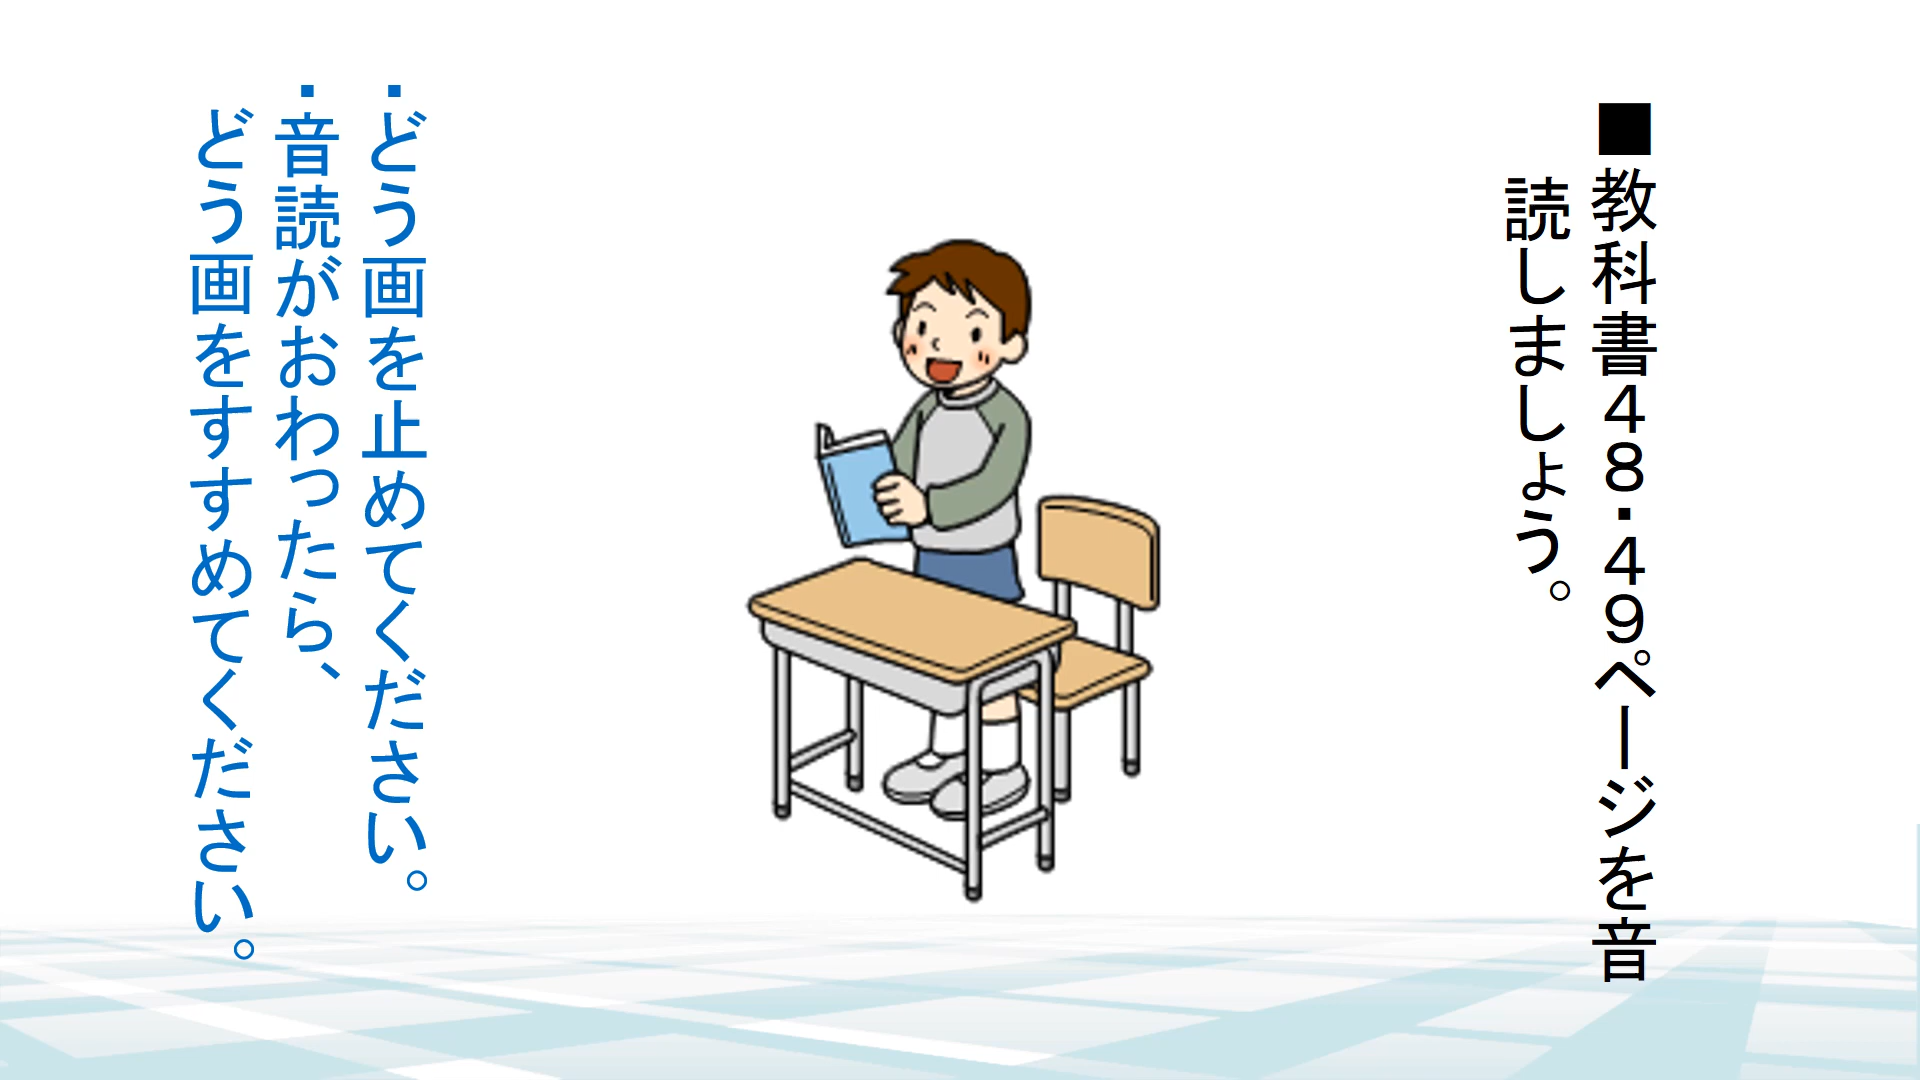 ■教科書４８・４９ページを音
読しましょう。
・どう画を止めてください。
・音読がおわったら、
どう画をすすめてください。